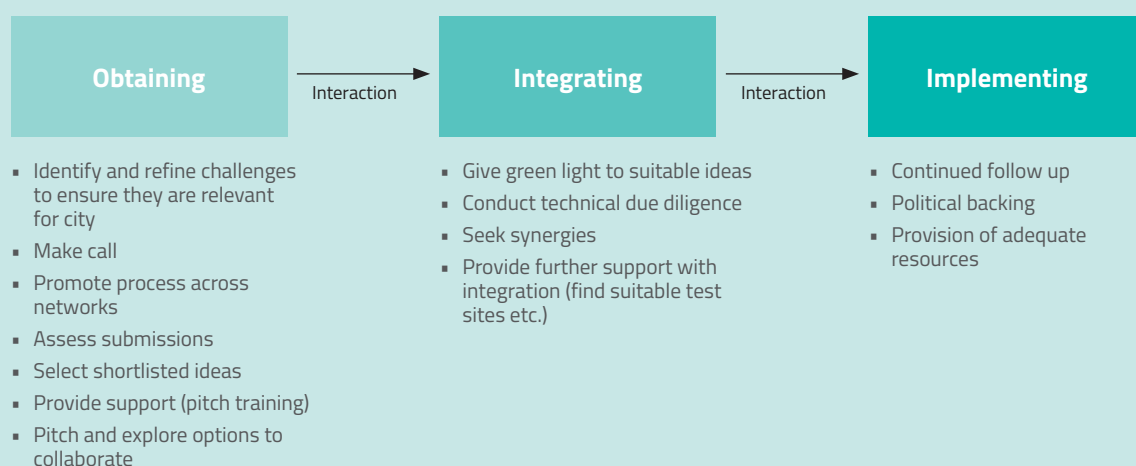 Obtaining
Interaction
Integrating
Interaction
Implementing
▪ Identify and refine challenges
to ensure they are relevant
for city
▪ Make call
▪ Promote process across
networks
▪ Assess submissions
▪ Select shortlisted ideas
▪ Provide support (pitch training)
▪ Pitch and explore options to
collaborate
▪ Give green light to suitable ideas
▪ Conduct technical due diligence
▪ Seek synergies
▪ Provide further support with
integration (find suitable test
sites etc.)
▪ Continued follow up
▪ Political backing
▪ Provision of adequate
resources